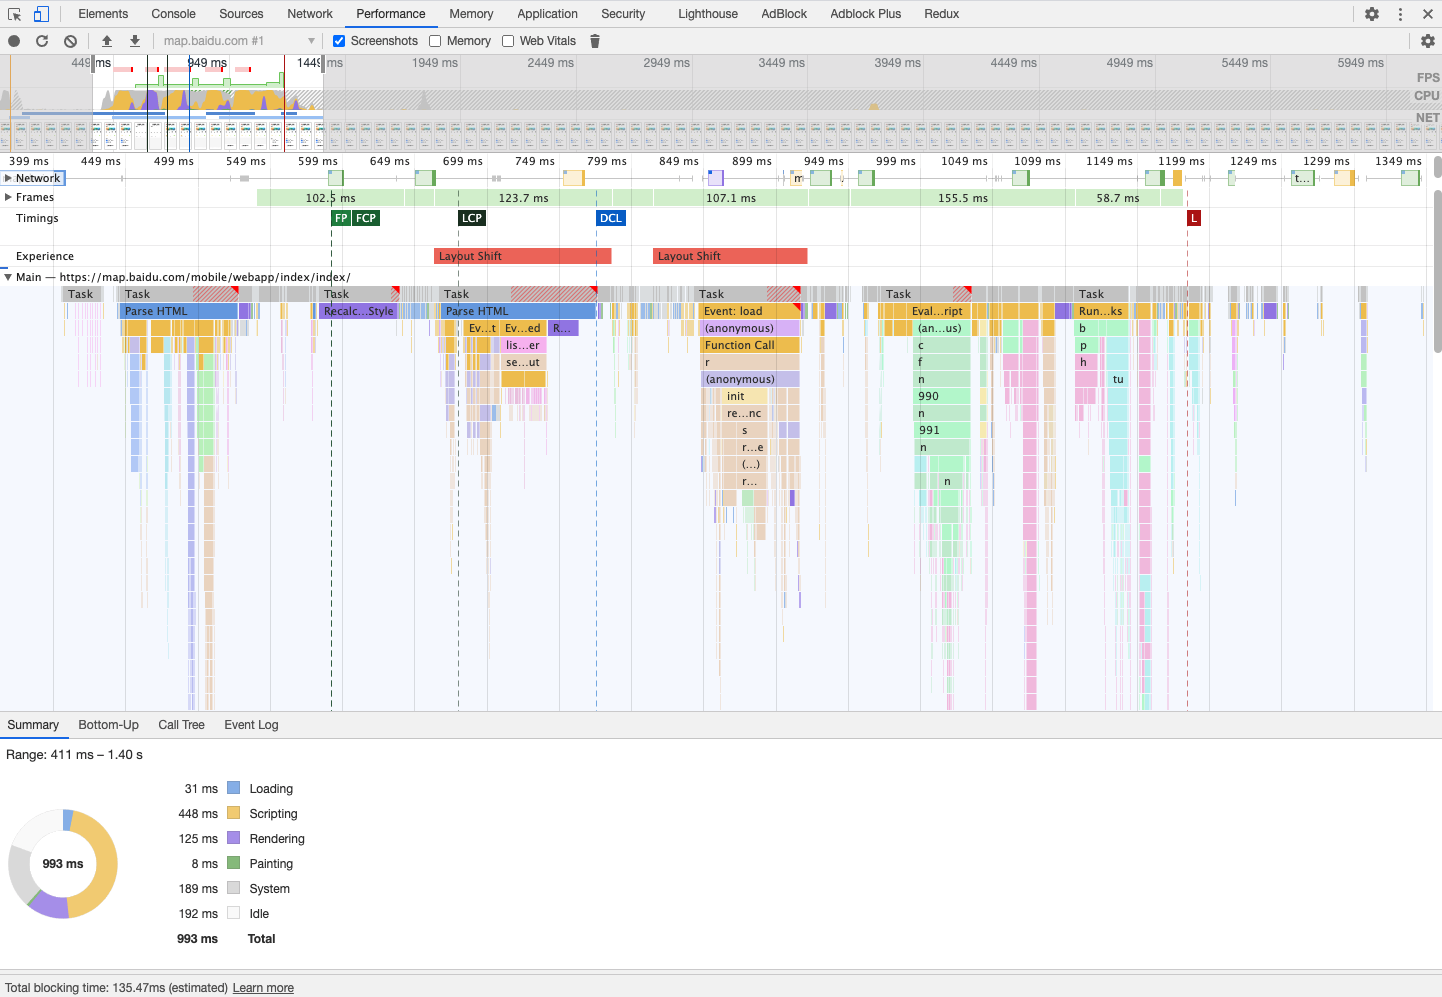 Elements Console Sources Network Performance Memory Application Security Lighthouse AdBlock Adblock Plus Redux
map.baidu.com #1 Screenshots Memory Web Vitals
449 ms 949 ms 1449 ms 1949 ms 2449 ms 2949 ms 3449 ms 3949 ms 4449 ms 4949 ms 5449 ms 5949 ms
FPS
CPU
NET
399 ms 449 ms 499 ms 549 ms 599 ms 649 ms 699 ms 749 ms 799 ms 849 ms 899 ms 949 ms 999 ms 1049 ms 1099 ms 1149 ms 1199 ms 1249 ms 1299 ms 1349 ms
Network m t...
Frames 102.5 ms 123.7 ms 107.1 ms 155.5 ms 58.7 ms
Timings FP FCP LCP DCL L
Experience Layout Shift Layout Shift
Main — https://map.baidu.com/mobile/webapp/index/index/
Task Task Task Task Task Task Task
Parse HTML Recalc...Style Parse HTML Event: load Eval...ript Run...ks
Ev...t Ev...ed R... (anonymous) (an...us) b
lis...er Function Call c p
se...ut r f h
(anonymous) n tu
init 990
re...nc n
s 991
r...e n
(...)
r... n
Summary Bottom-Up Call Tree Event Log
Range: 411 ms – 1.40 s
31 ms Loading
448 ms Scripting
125 ms Rendering
993 ms
8 ms Painting
189 ms System
192 ms Idle
993 ms Total
Total blocking time: 135.47ms (estimated) Learn more